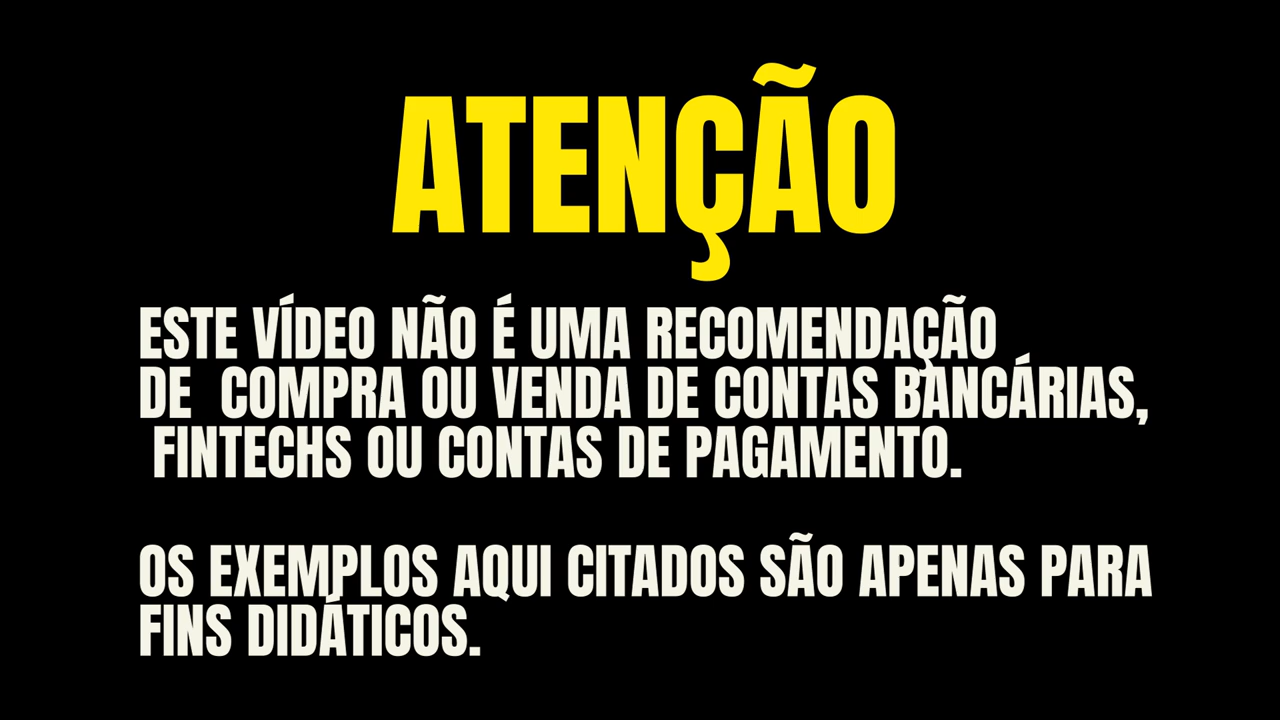 ATENÇÃO
ESTE VÍDEO NÃO É UMA RECOMENDAÇÃO
DE COMPRA OU VENDA DE CONTAS BANCÁRIAS,
FINTECHS OU CONTAS DE PAGAMENTO.
OS EXEMPLOS AQUI CITADOS SÃO APENAS PARA
FINS DIDÁTICOS.